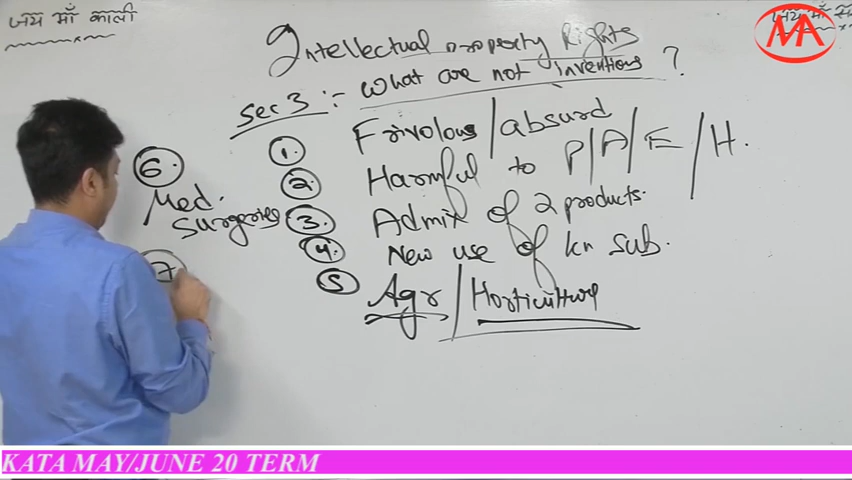 जय माँ काली
जय माँ
MA
Intellectual property Rights
Sec 3 :- What are not inventions ?
1. Frivolous / absurd
2. Harmful to P/A/E/H.
3. Admix of 2 products.
4. New use of kn sub.
5 Agr / Horticulture
6. Med. Surgeries
7
KATA MAY/JUNE 20 TERM